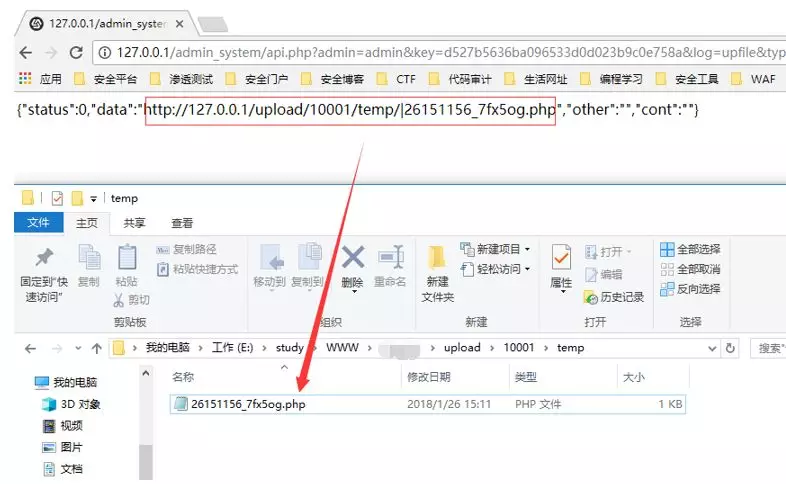 127.0.0.1/admin_system
127.0.0.1/admin_system/api.php?admin=admin&key=d527b5636ba096533d0d023b9c0e758a&log=upfile&typ
应用 安全平台 渗透测试 安全门户 安全博客 CTF 代码审计 生活网址 编程学习 安全工具 WAF
{"status":0,"data":"http://127.0.0.1/upload/10001/temp/|26151156_7fx5og.php","other":"","cont":""}
temp
文件 主页 共享 查看
固定到"快速访问" 复制 粘贴 复制路径 粘贴快捷方式 剪切 移动到 复制到 删除 重命名 新建文件夹 新建项目 轻松访问 属性 打开 编辑 历史记录 全部选择 全部取消 反向选择
剪贴板 组织 新建 打开 选择
我的电脑 > 工作 (E:) > study > WWW > > upload > 10001 > temp 搜索"
我的电脑 名称 修改日期 类型 大小
3D 对象 26151156_7fx5og.php 2018/1/26 15:11 PHP 文件 1 KB
视频
图片
文档